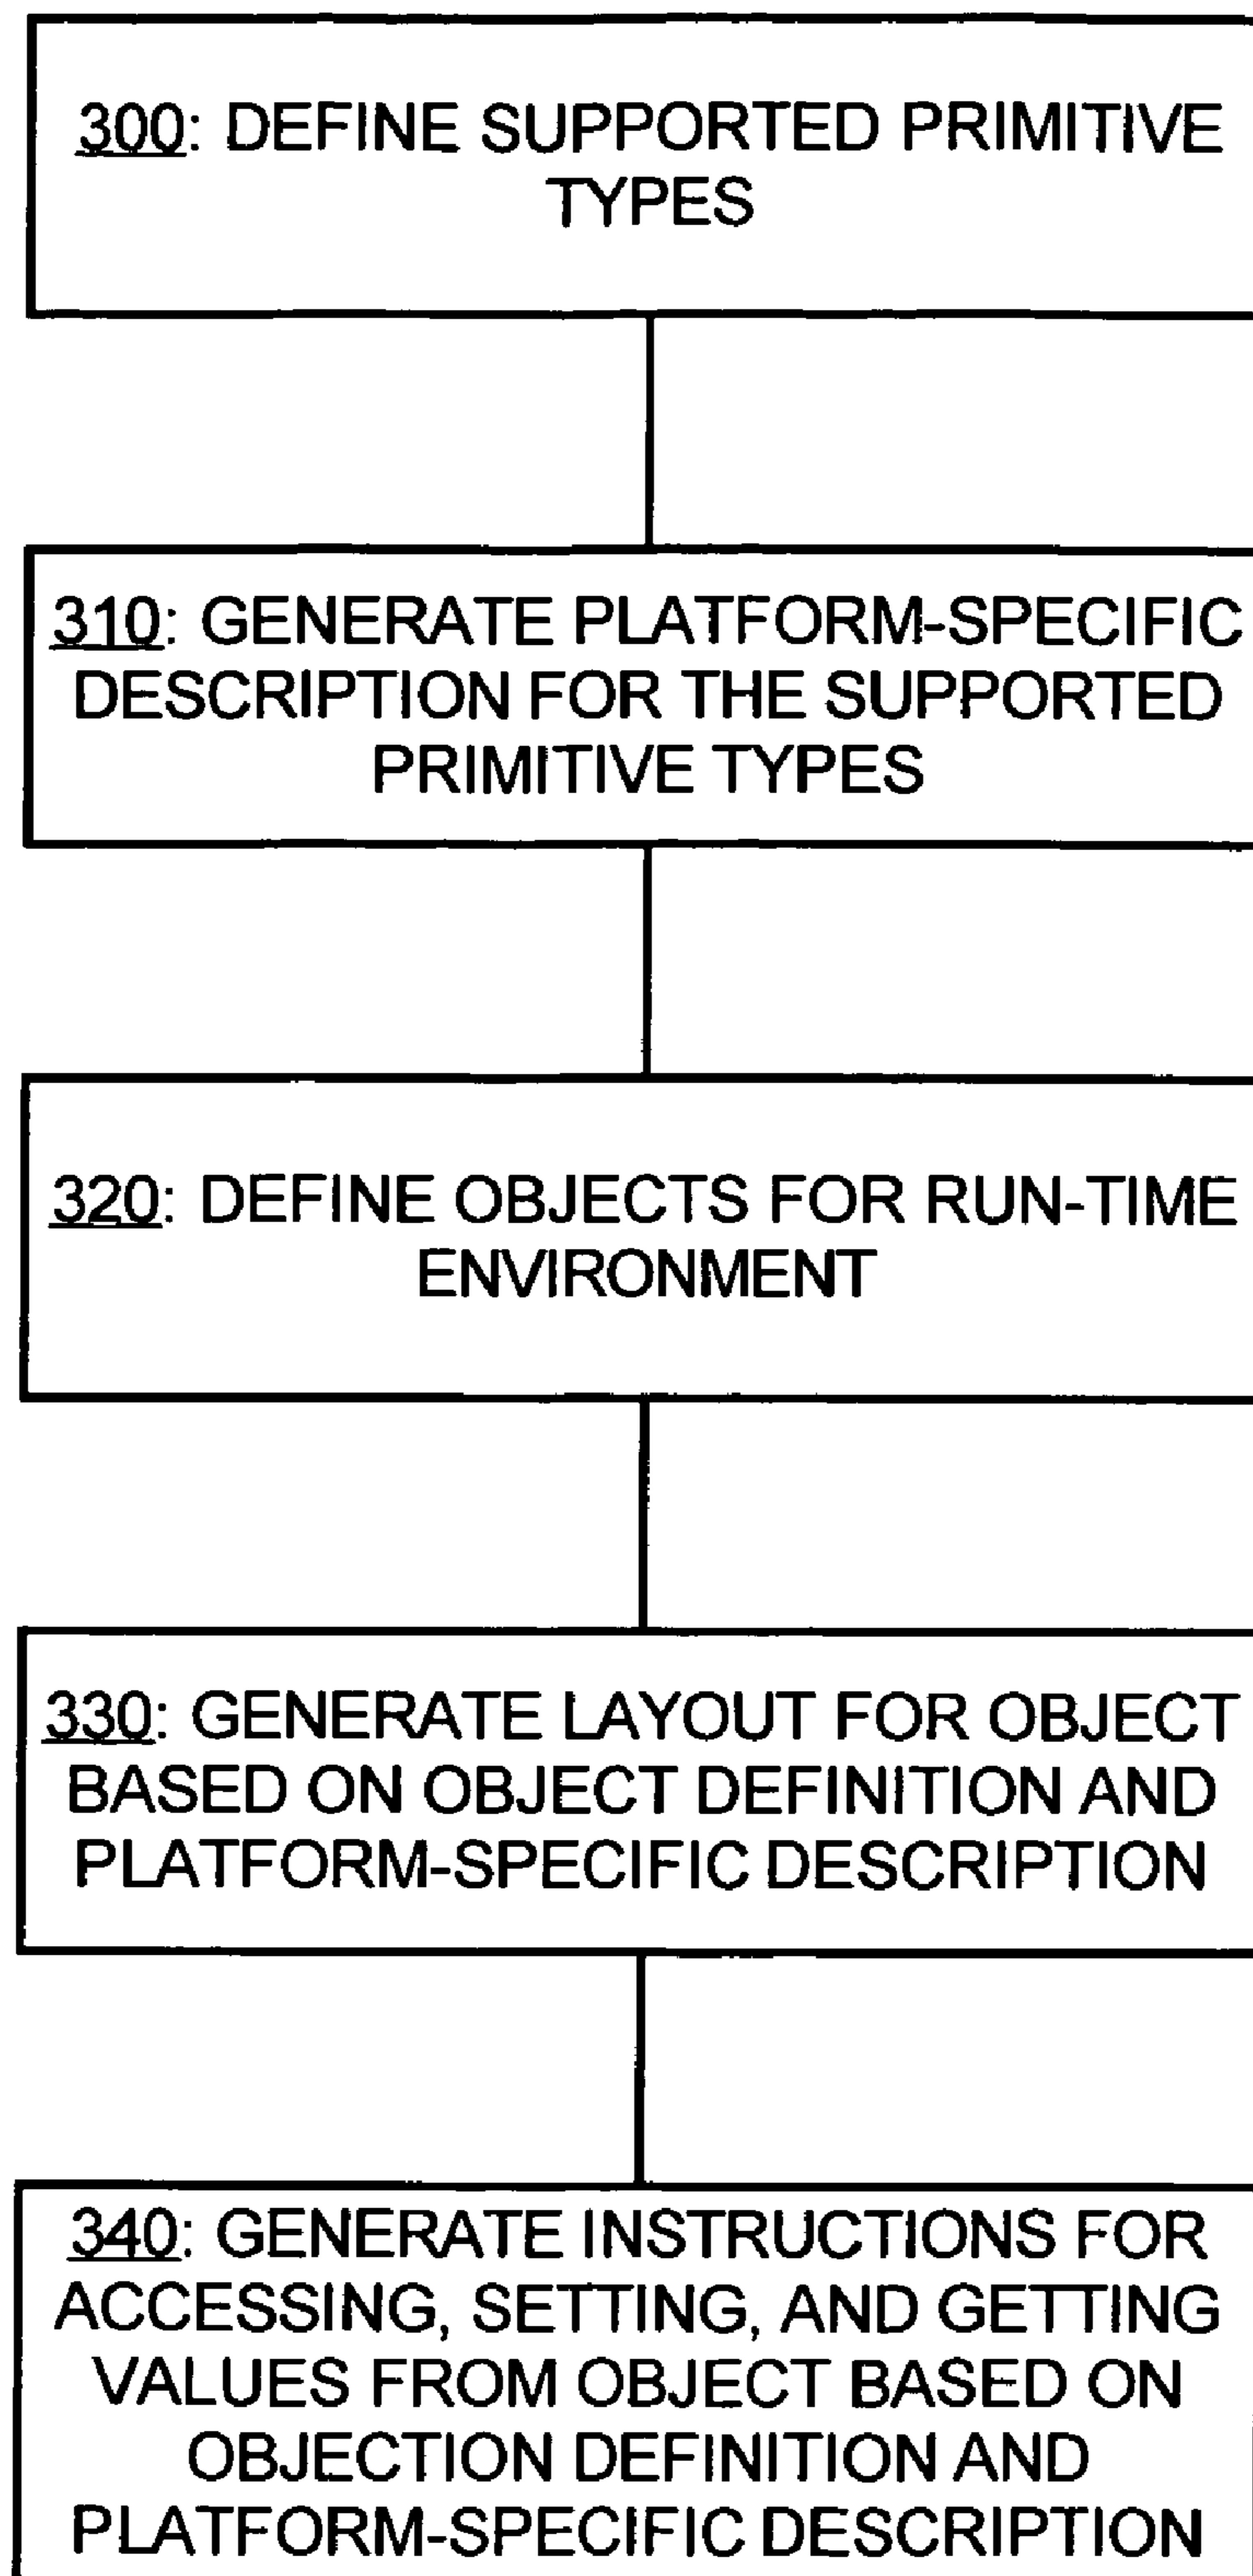 300: DEFINE SUPPORTED PRIMITIVE
TYPES
310: GENERATE PLATFORM-SPECIFIC
DESCRIPTION FOR THE SUPPORTED
PRIMITIVE TYPES
320: DEFINE OBJECTS FOR RUN-TIME
ENVIRONMENT
330: GENERATE LAYOUT FOR OBJECT
BASED ON OBJECT DEFINITION AND
PLATFORM-SPECIFIC DESCRIPTION
340: GENERATE INSTRUCTIONS FOR
ACCESSING, SETTING, AND GETTING
VALUES FROM OBJECT BASED ON
OBJECTION DEFINITION AND
PLATFORM-SPECIFIC DESCRIPTION